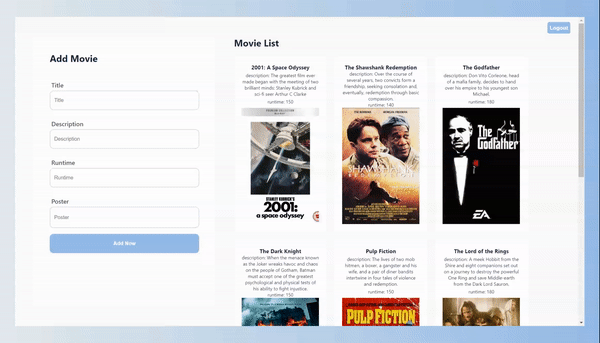 Logout
Add Movie
Title
Title
Description
Description
Runtime
Runtime
Poster
Poster
Add Now
Movie List
2001: A Space Odyssey
description: The greatest film ever
made began with the meeting of two
brilliant minds: Stanley Kubrick and
sci-fi seer Arthur C Clarke
runtime: 150
STANLEY KUBRICK'S
2001:
a space odyssey
The Shawshank Redemption
description: Over the course of
several years, two convicts form a
friendship, seeking consolation and,
eventually, redemption through basic
compassion.
runtime: 140
TIM ROBBINS MORGAN FREEMAN
SHAWSHANK
REDEMPTION
The Godfather
description: Don Vito Corleone, head
of a mafia family, decides to hand
over his empire to his youngest son
Michael.
runtime: 180
The
Godfather
EA
The Dark Knight
description: When the menace known
as the Joker wreaks havoc and chaos
on the people of Gotham, Batman
must accept one of the greatest
psychological and physical tests of
his ability to fight injustice.
runtime: 150
Pulp Fiction
description: The lives of two mob
hitmen, a boxer, a gangster and his
wife, and a pair of diner bandits
intertwine in four tales of violence
and redemption.
runtime: 150
PULP FICTION
The Lord of the Rings
description: A meek Hobbit from the
Shire and eight companions set out
on a journey to destroy the powerful
One Ring and save Middle-earth
from the Dark Lord Sauron.
runtime: 180